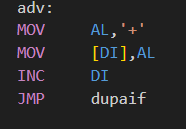 adv:
MOV AL,'+'
MOV [DI],AL
INC DI
JMP dupaif